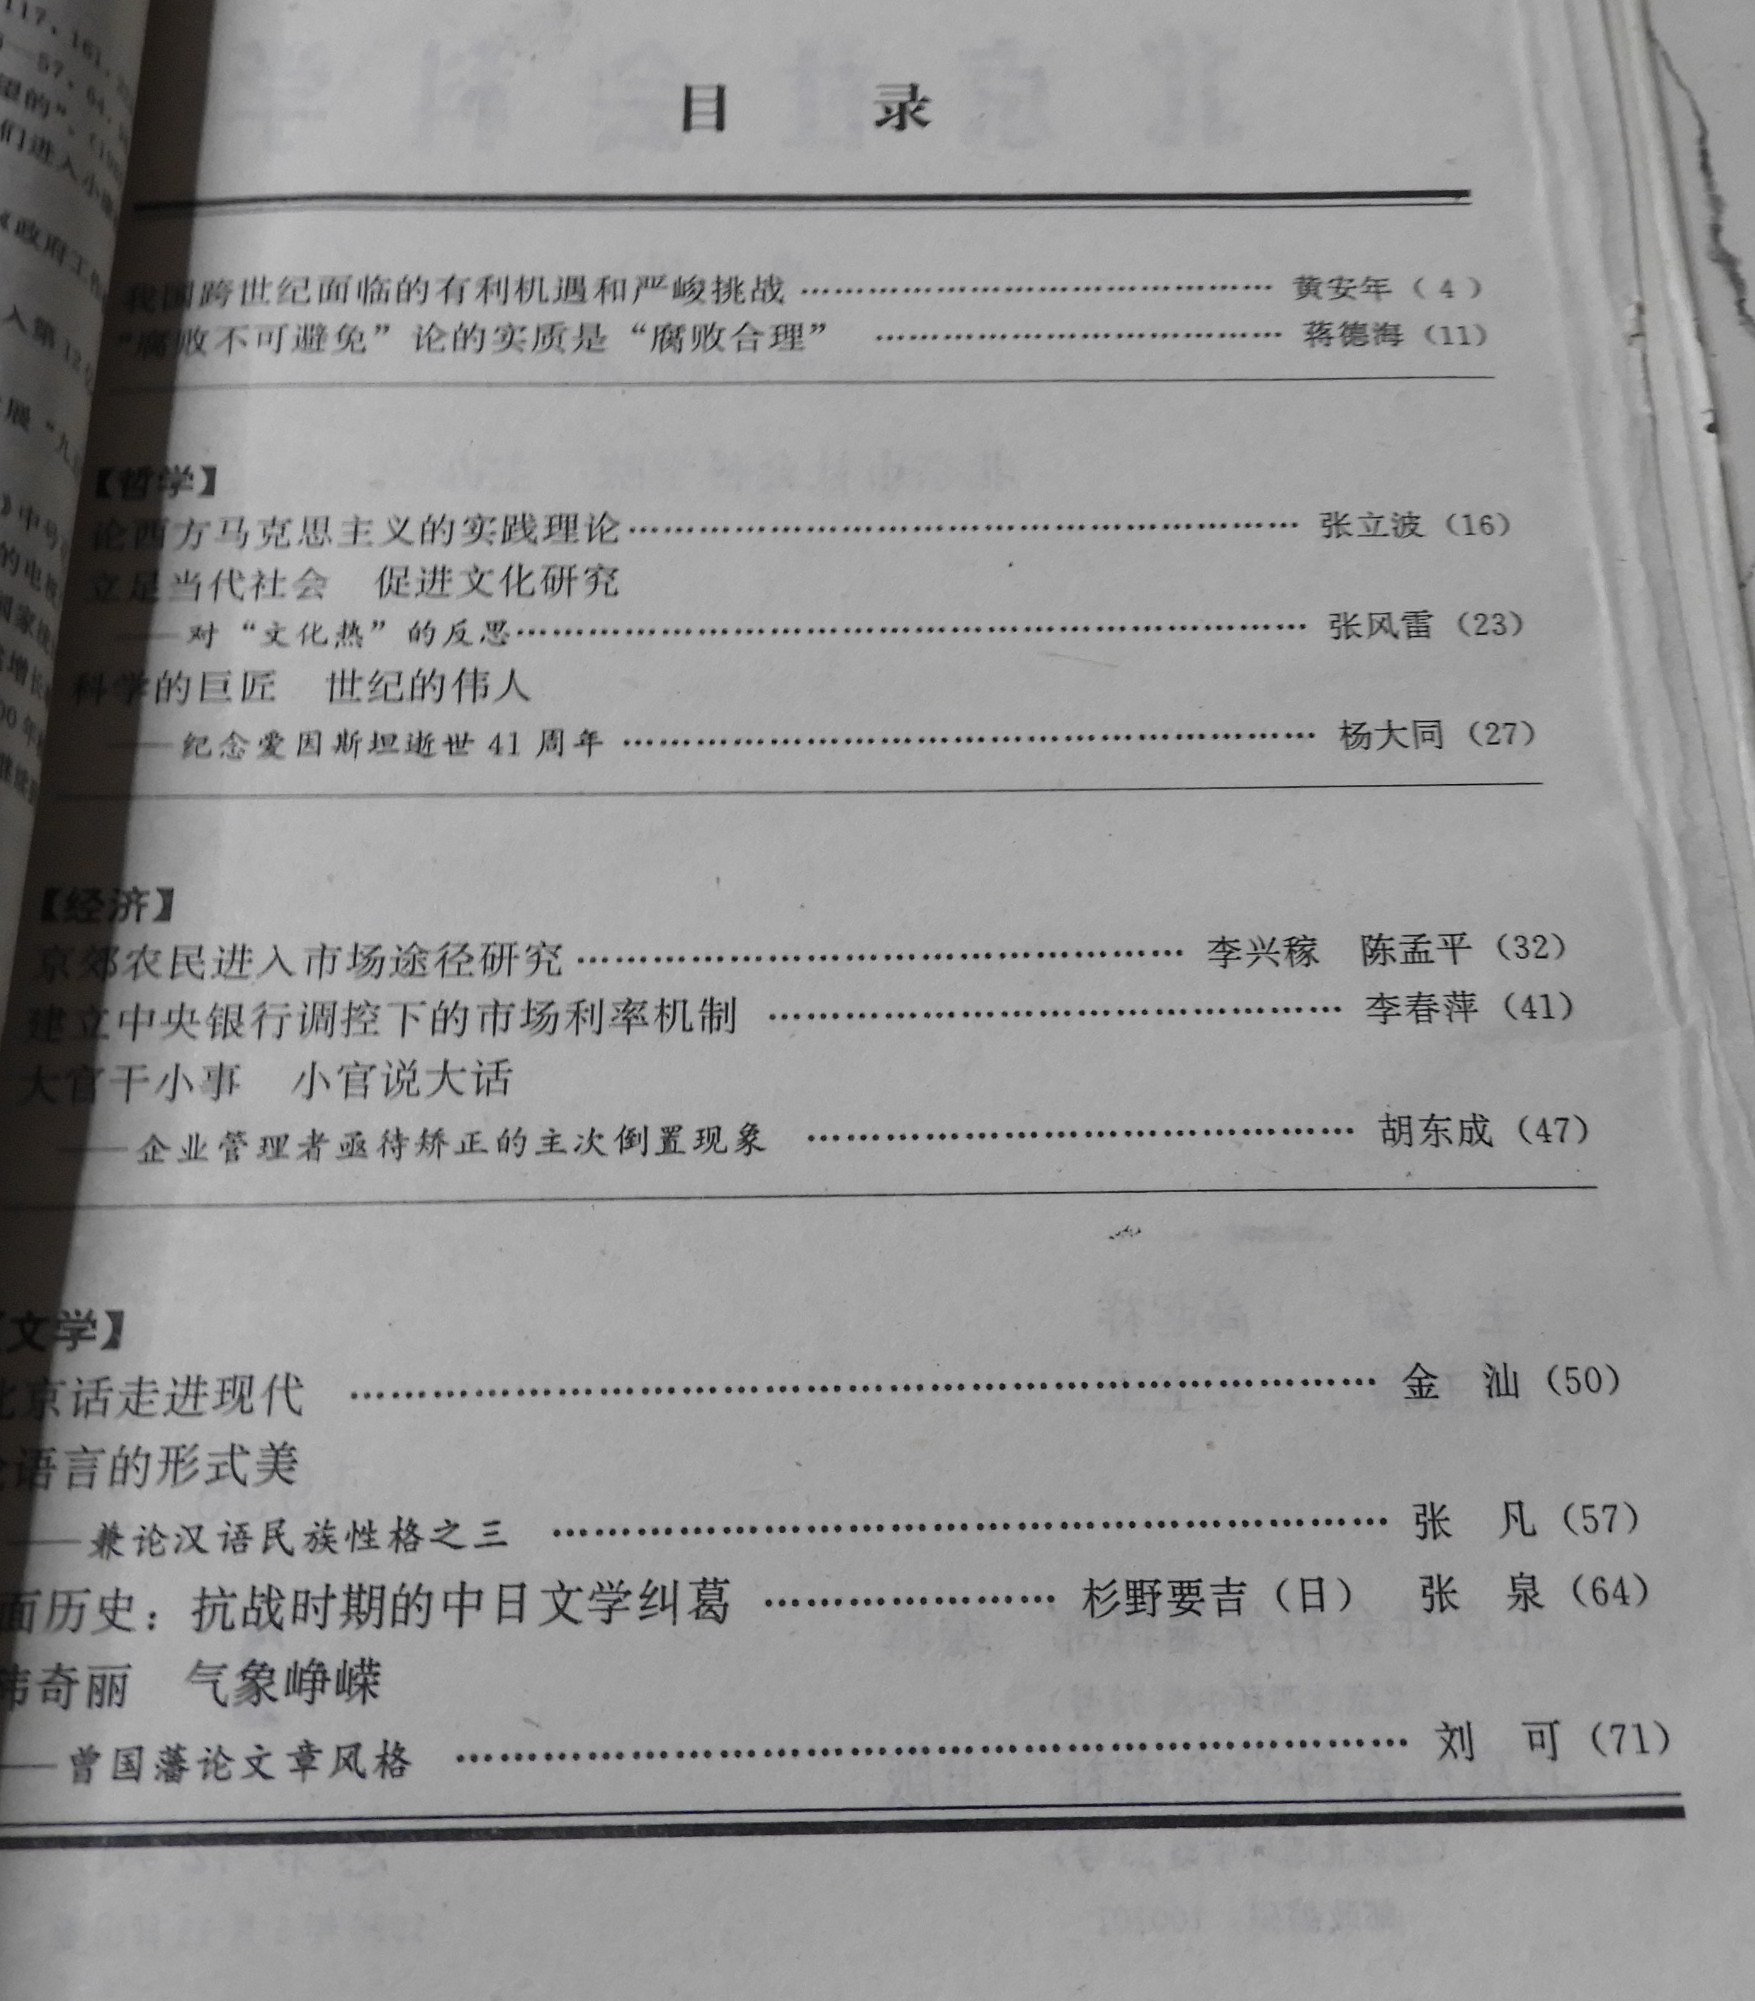 目 录
我国跨世纪面临的有利机遇和严峻挑战 …… 黄安年（ 4 ）
“腐败不可避免”论的实质是“腐败合理” …… 蒋德海（11）
【哲学】
论西方马克思主义的实践理论…… 张立波（16）
立足当代社会 促进文化研究
——对“文化热”的反思…… 张风雷（23）
科学的巨匠 世纪的伟人
——纪念爱因斯坦逝世 41 周年 …… 杨大同（27）
【经济】
京郊农民进入市场途径研究…… 李兴稼 陈孟平（32）
建立中央银行调控下的市场利率机制 …… 李春萍（41）
大官干小事 小官说大话
——企业管理者亟待矫正的主次倒置现象 …… 胡东成（47）
【文学】
北京话走进现代 …… 金 汕（50）
语言的形式美
——兼论汉语民族性格之三 …… 张 凡（57）
面历史：抗战时期的中日文学纠葛 …… 杉野要吉（日） 张 泉（64）
奇丽 气象峥嵘
——曾国藩论文章风格 …… 刘 可（71）